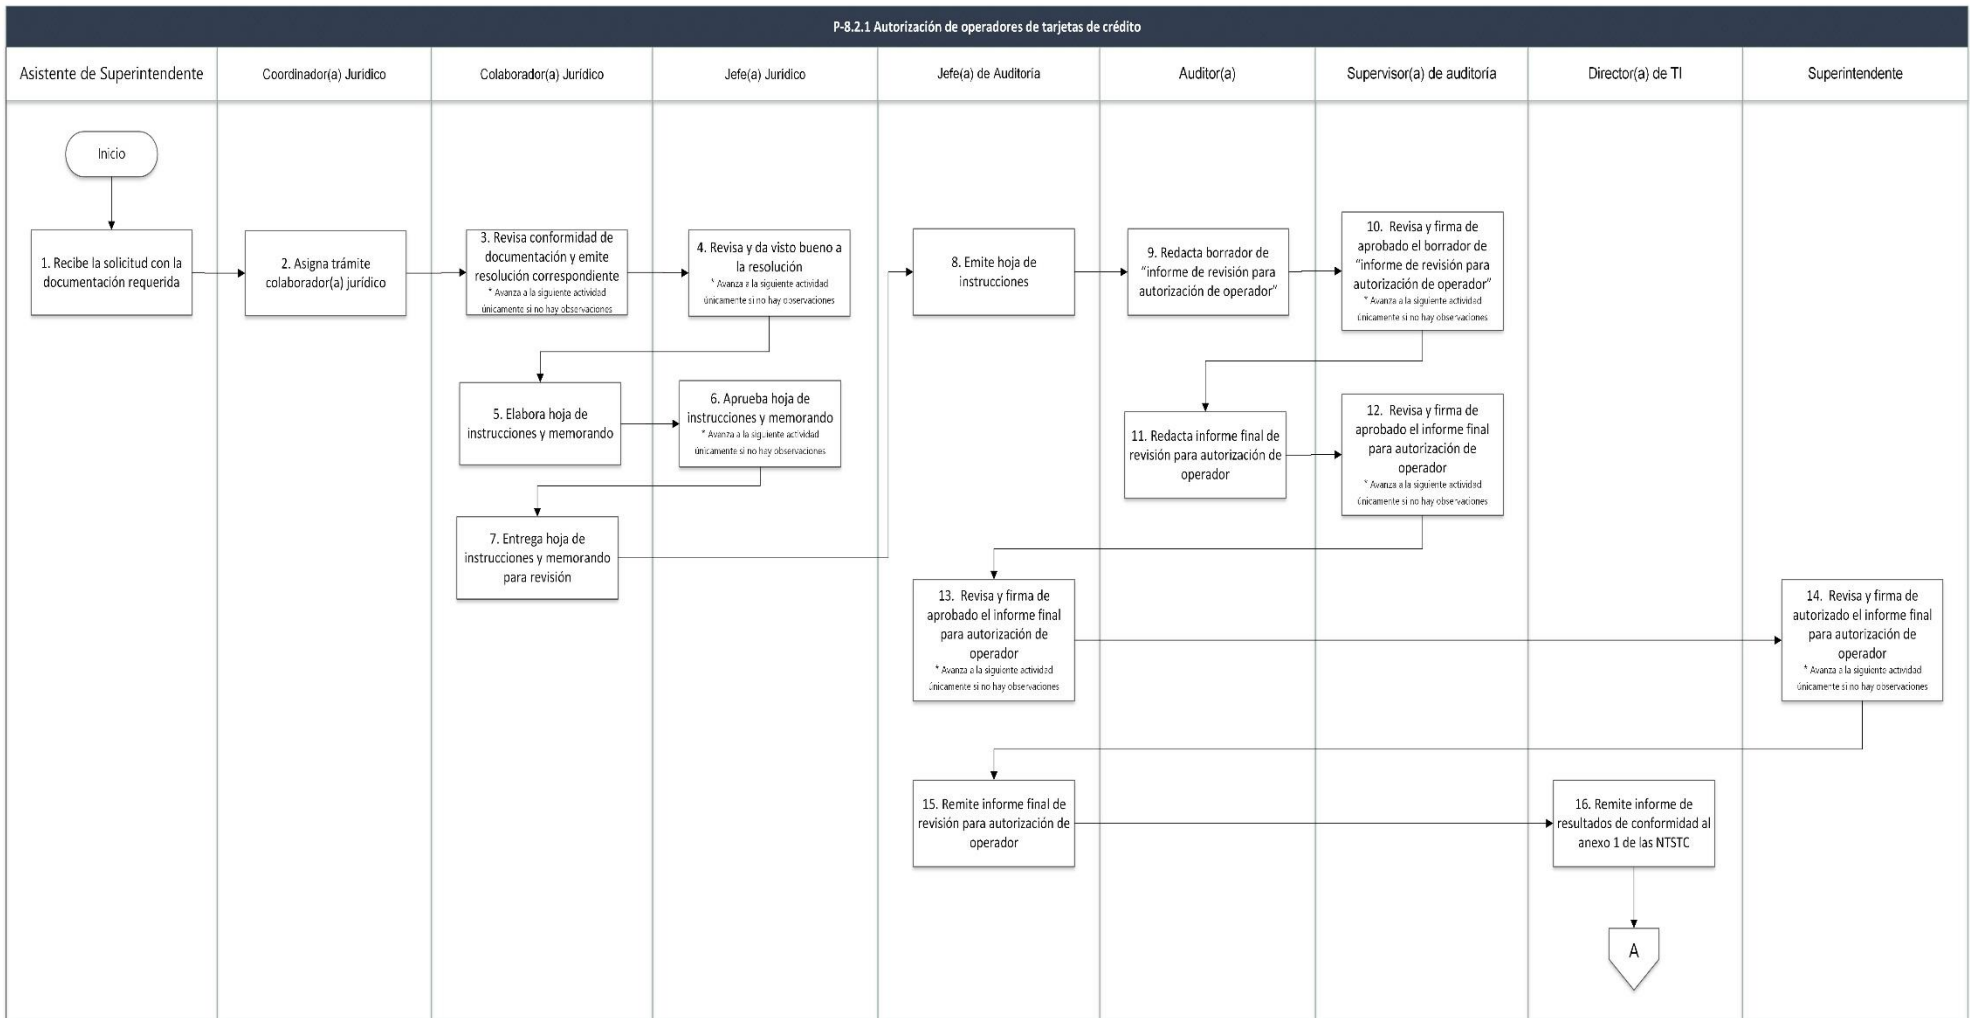 P-8.2.1 Autorización de operadores de tarjetas de crédito
Asistente de Superintendente
Coordinador(a) Jurídico
Colaborador(a) Jurídico
Jefe(a) Jurídico
Jefe(a) de Auditoría
Auditor(a)
Supervisor(a) de auditoría
Director(a) de TI
Superintendente
Inicio
1. Recibe la solicitud con la
documentación requerida
2. Asigna trámite
colaborador(a) jurídico
3. Revisa conformidad de
documentación y emite
resolución correspondiente
* Avanza a la siguiente actividad
únicamente si no hay observaciones
4. Revisa y da visto bueno a
la resolución
* Avanza a la siguiente actividad
únicamente si no hay observaciones
5. Elabora hoja de
instrucciones y memorando
6. Aprueba hoja de
instrucciones y memorando
* Avanza a la siguiente actividad
únicamente si no hay observaciones
7. Entrega hoja de
instrucciones y memorando
para revisión
8. Emite hoja de
instrucciones
9. Redacta borrador de
“informe de revisión para
autorización de operador”
10. Revisa y firma de
aprobado el borrador de
“informe de revisión para
autorización de operador”
* Avanza a la siguiente actividad
únicamente si no hay observaciones
11. Redacta informe final de
revisión para autorización de
operador
12. Revisa y firma de
aprobado el informe final
para autorización de
operador
* Avanza a la siguiente actividad
únicamente si no hay observaciones
13. Revisa y firma de
aprobado el informe final
para autorización de
operador
* Avanza a la siguiente actividad
únicamente si no hay observaciones
14. Revisa y firma de
autorizado el informe final
para autorización de
operador
* Avanza a la siguiente actividad
únicamente si no hay observaciones
15. Remite informe final de
revisión para autorización de
operador
16. Remite informe de
resultados de conformidad al
anexo 1 de las NTSTC
A